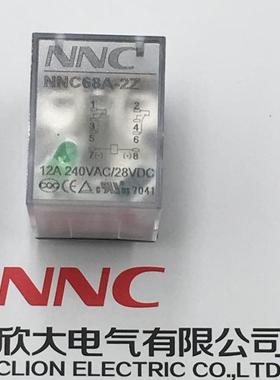 NNC
NNC68A-2Z
1 2
3 4
5 6
7(-) (+)8
12A 240VAC/28VDC
CE 7041
NNC
欣大电气有限公司
CLION ELECTRIC CO., LTD